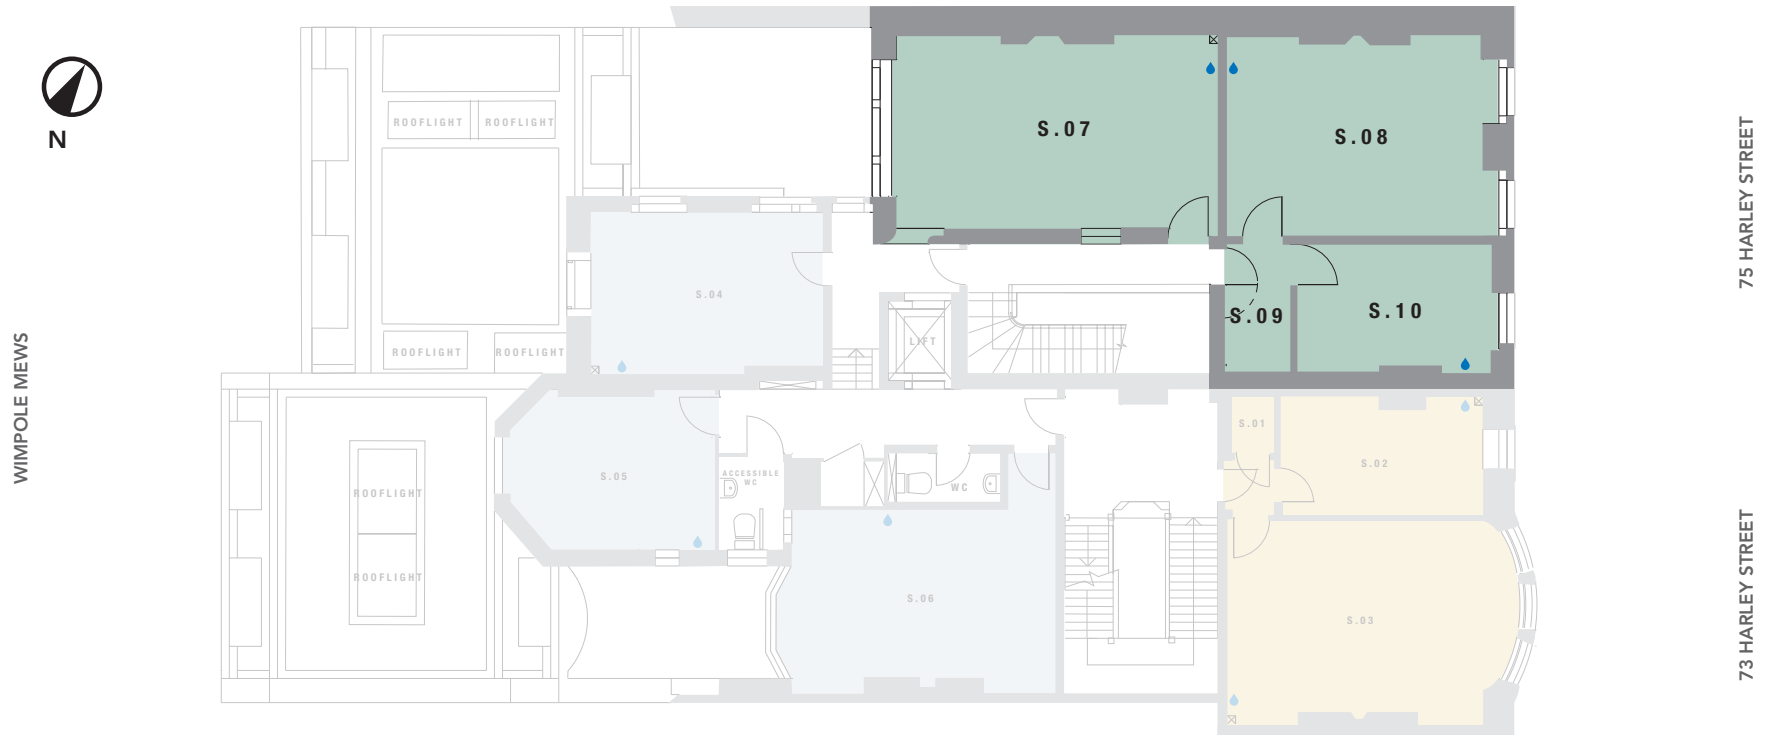 N
ROOFLIGHT
ROOFLIGHT
S.07
S.08
75 HARLEY STREET
S.04
S.09
S.10
LIFT
ROOFLIGHT
ROOFLIGHT
WIMPOLE MEWS
S.01
S.02
S.05
ACCESSIBLE
WC
WC
ROOFLIGHT
ROOFLIGHT
S.06
S.03
73 HARLEY STREET